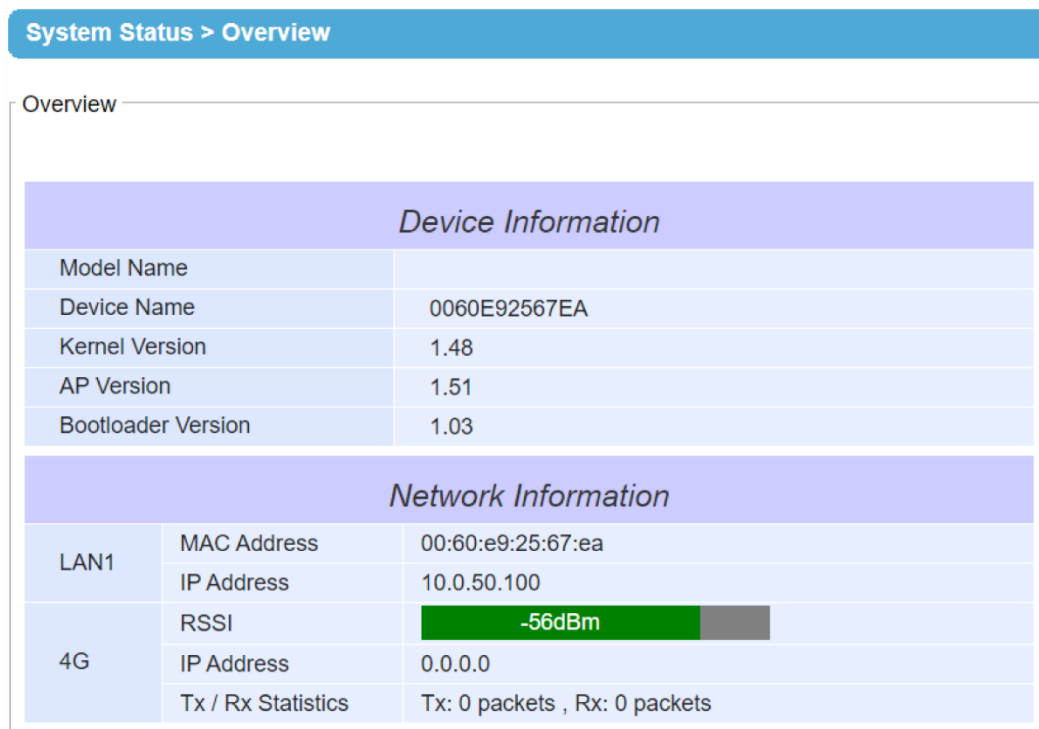 System Status > Overview
Overview
Device Information
Model Name
Device Name 0060E92567EA
Kernel Version 1.48
AP Version 1.51
Bootloader Version 1.03
Network Information
LAN1
MAC Address 00:60:e9:25:67:ea
IP Address 10.0.50.100
4G
RSSI -56dBm
IP Address 0.0.0.0
Tx / Rx Statistics Tx: 0 packets , Rx: 0 packets